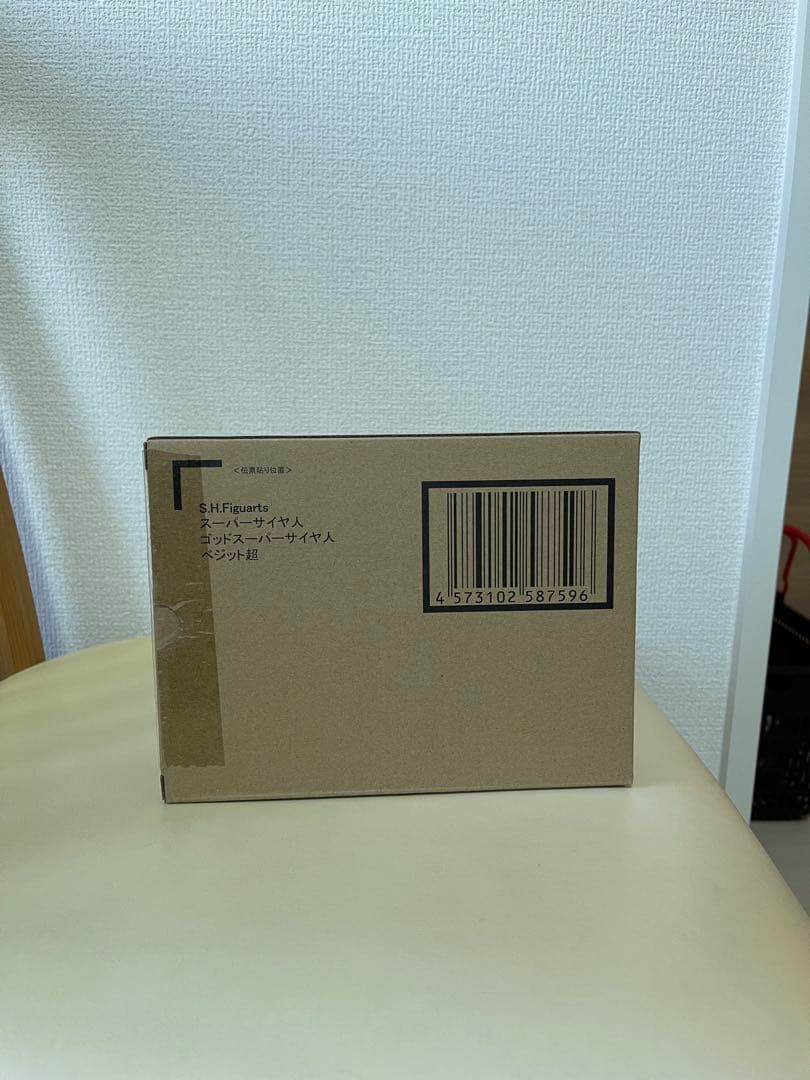 ＜伝票貼り位置＞
S.H.Figuarts
スーパーサイヤ人
ゴッドスーパーサイヤ人
ベジット超
4 573102 587596